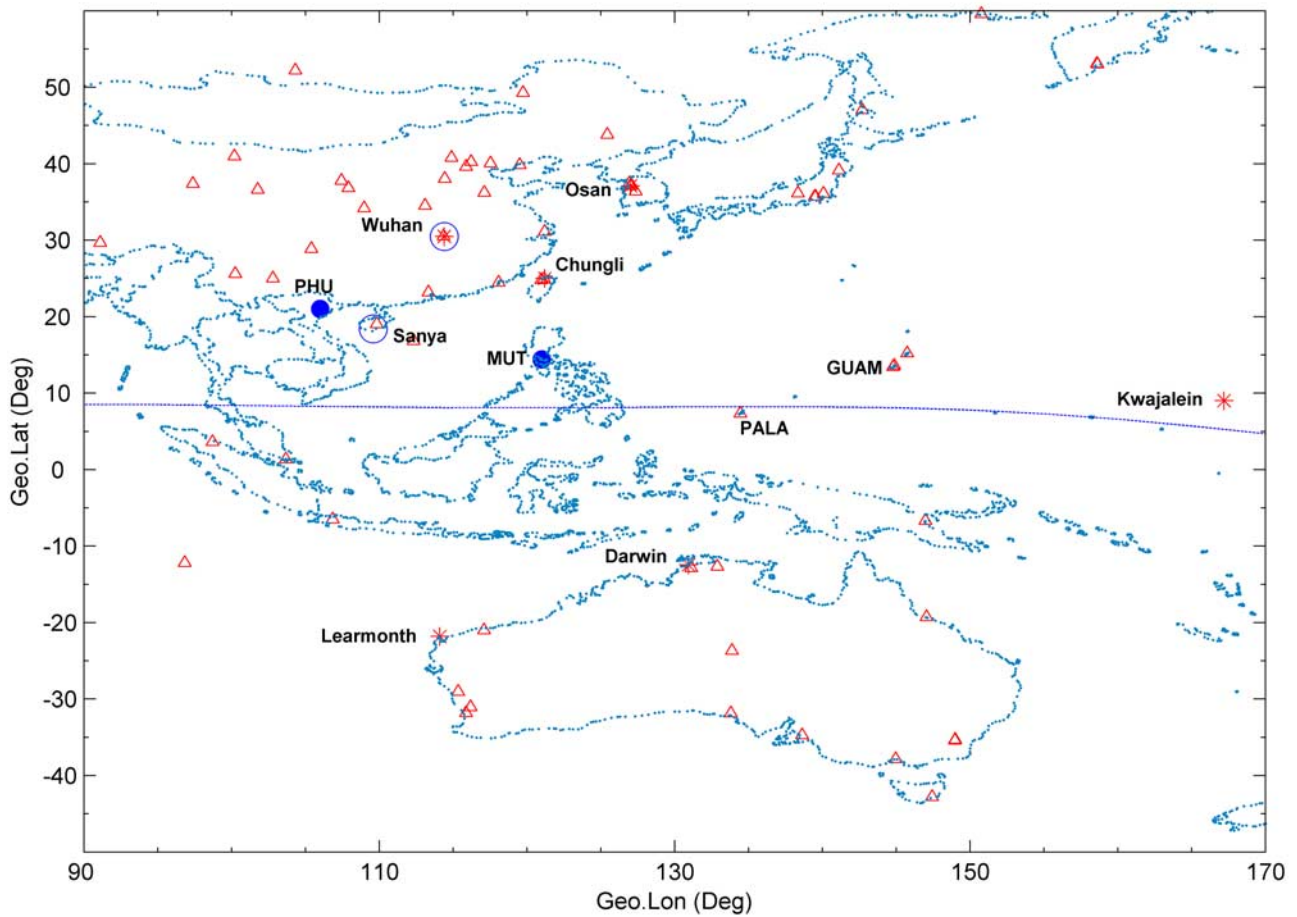 50
40
Osan
Wuhan
30
Chungli
PHU
20
Sanya
MUT
GUAM
10
Kwajalein
PALA
0
-10
Darwin
-20
Learmonth
-30
-40
90
110
130
150
170
Geo.Lat (Deg)
Geo.Lon (Deg)